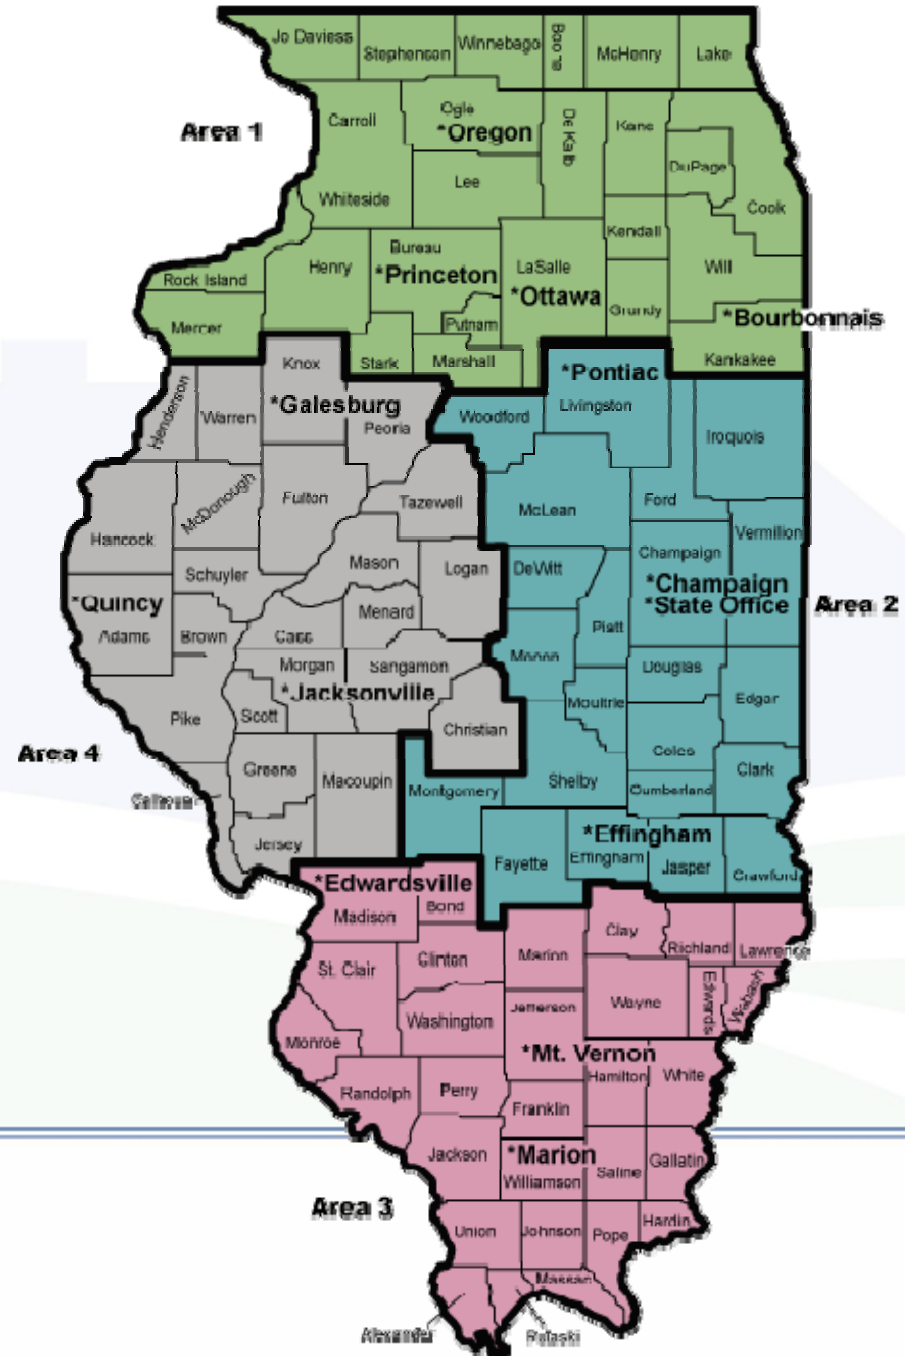 Jo Daviess
Stephenson
Winnebago
Boone
McHenry
Lake
Area 1
Carroll
Ogle
*Oregon
De Kalb
Kane
DuPage
Lee
Whiteside
Cook
Kendall
Bureau
Henry
*Princeton
LaSalle
Will
Rock Island
*Ottawa
Grundy
*Bourbonnais
Mercer
Putnam
Knox
Stark
Marshall
Kankakee
*Pontiac
Henderson
Warren
*Galesburg
Peoria
Woodford
Livingston
Iroquois
McDonough
Fulton
Tazewell
McLean
Ford
Hancock
Vermilion
Mason
Logan
DeWitt
Champaign
Schuyler
*Champaign
*State Office
Area 2
*Quincy
Menard
Adams
Brown
Cass
Piatt
Macon
Morgan
Sangamon
Douglas
*Jacksonville
Edgar
Pike
Scott
Christian
Moultrie
Area 4
Coles
Greene
Macoupin
Montgomery
Shelby
Clark
Cumberland
Calhoun
Jersey
*Effingham
Fayette
Effingham
Jasper
Crawford
*Edwardsville
Madison
Bond
St. Clair
Clinton
Marion
Clay
Richland
Lawrence
Edwards
Wabash
Washington
Jefferson
Wayne
Monroe
*Mt. Vernon
Hamilton
White
Randolph
Perry
Franklin
Jackson
*Marion
Williamson
Saline
Gallatin
Area 3
Union
Johnson
Pope
Hardin
Massac
Alexander
Pulaski